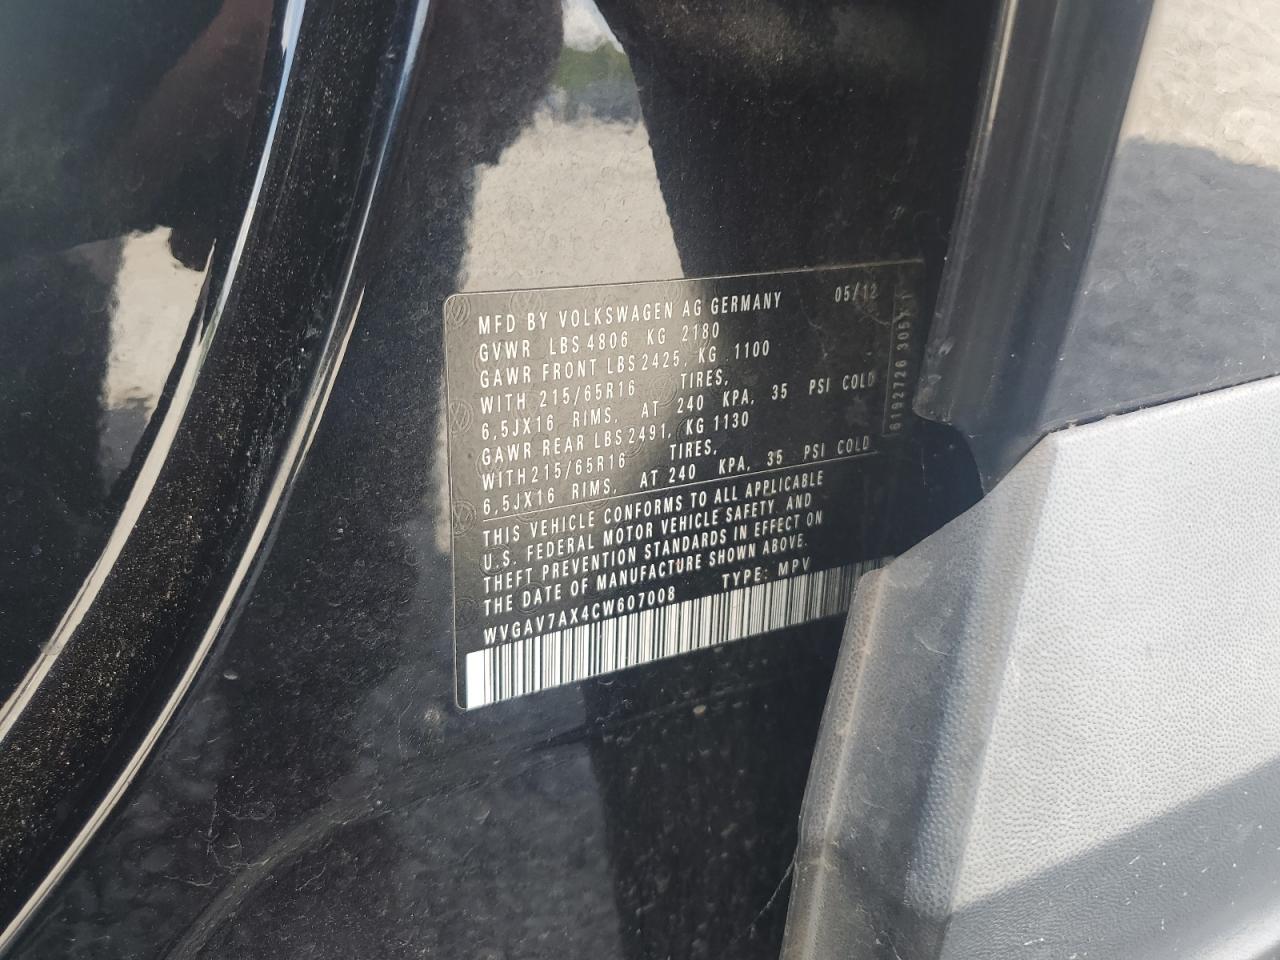 MFD BY VOLKSWAGEN AG GERMANY 05/12
GVWR LBS 4806 KG 2180
GAWR FRONT LBS 2425, KG 1100
WITH 215/65R16 TIRES,
6,5JX16 RIMS, AT 240 KPA, 35 PSI COLD
GAWR REAR LBS 2491, KG 1130
WITH 215/65R16 TIRES,
6,5JX16 RIMS, AT 240 KPA, 35 PSI COLD
THIS VEHICLE CONFORMS TO ALL APPLICABLE
U.S. FEDERAL MOTOR VEHICLE SAFETY AND
THEFT PREVENTION STANDARDS IN EFFECT ON
THE DATE OF MANUFACTURE SHOWN ABOVE.
WVGAV7AX4CW607008 TYPE: MPV
6192726